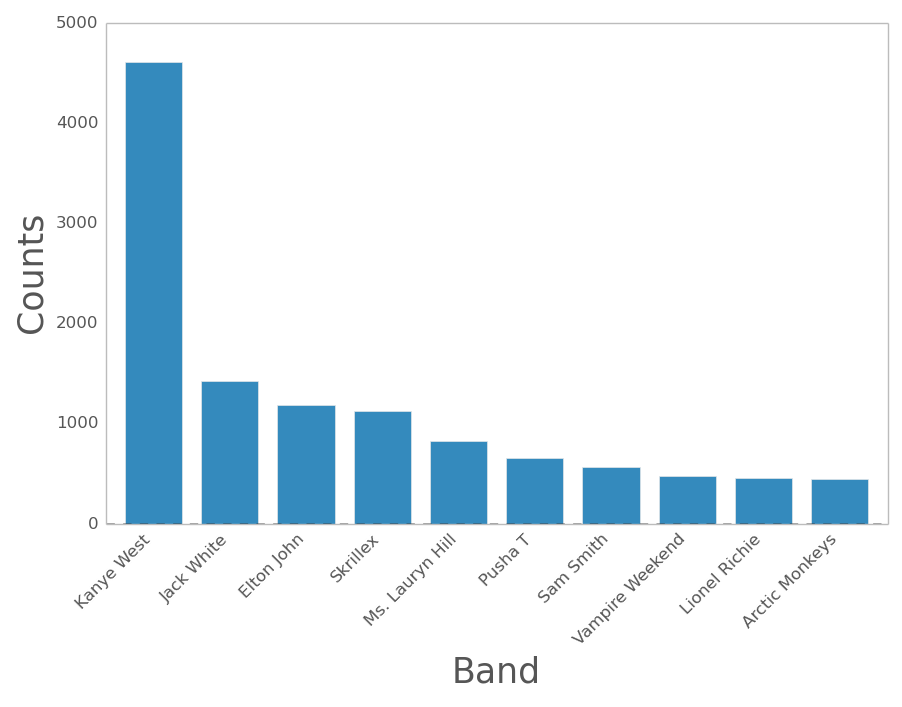 5000
4000
3000
2000
1000
0
Counts
Kanye West
Jack White
Elton John
Skrillex
Ms. Lauryn Hill
Pusha T
Sam Smith
Vampire Weekend
Lionel Richie
Arctic Monkeys
Band